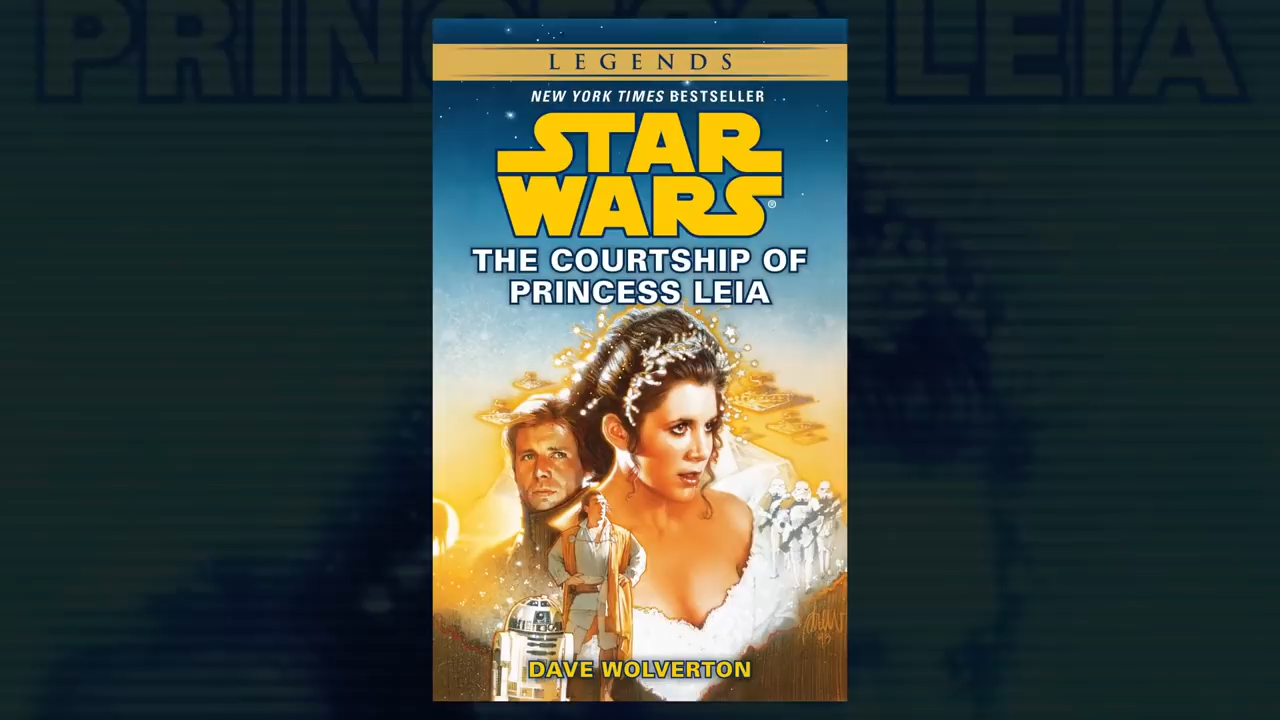 LEGENDS
NEW YORK TIMES BESTSELLER
STAR
WARS®
THE COURTSHIP OF
PRINCESS LEIA
DAVE WOLVERTON